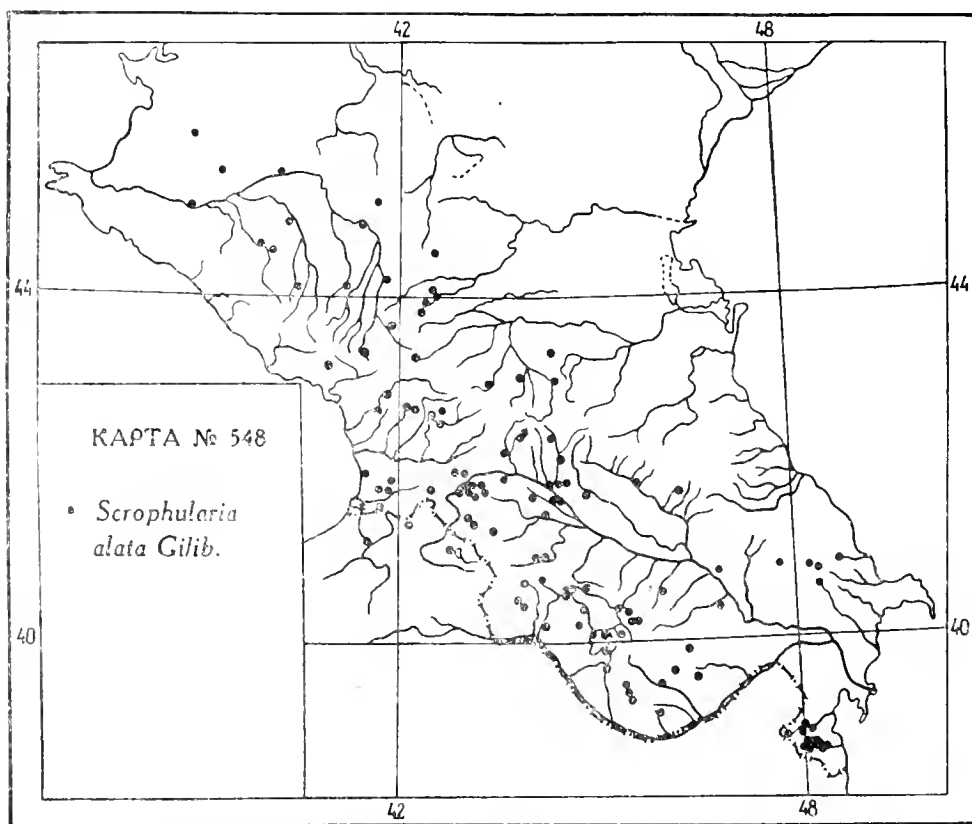 42 48
44 44
КАРТА № 548
Scrophularia
alata Gilib.
40 40
42 48